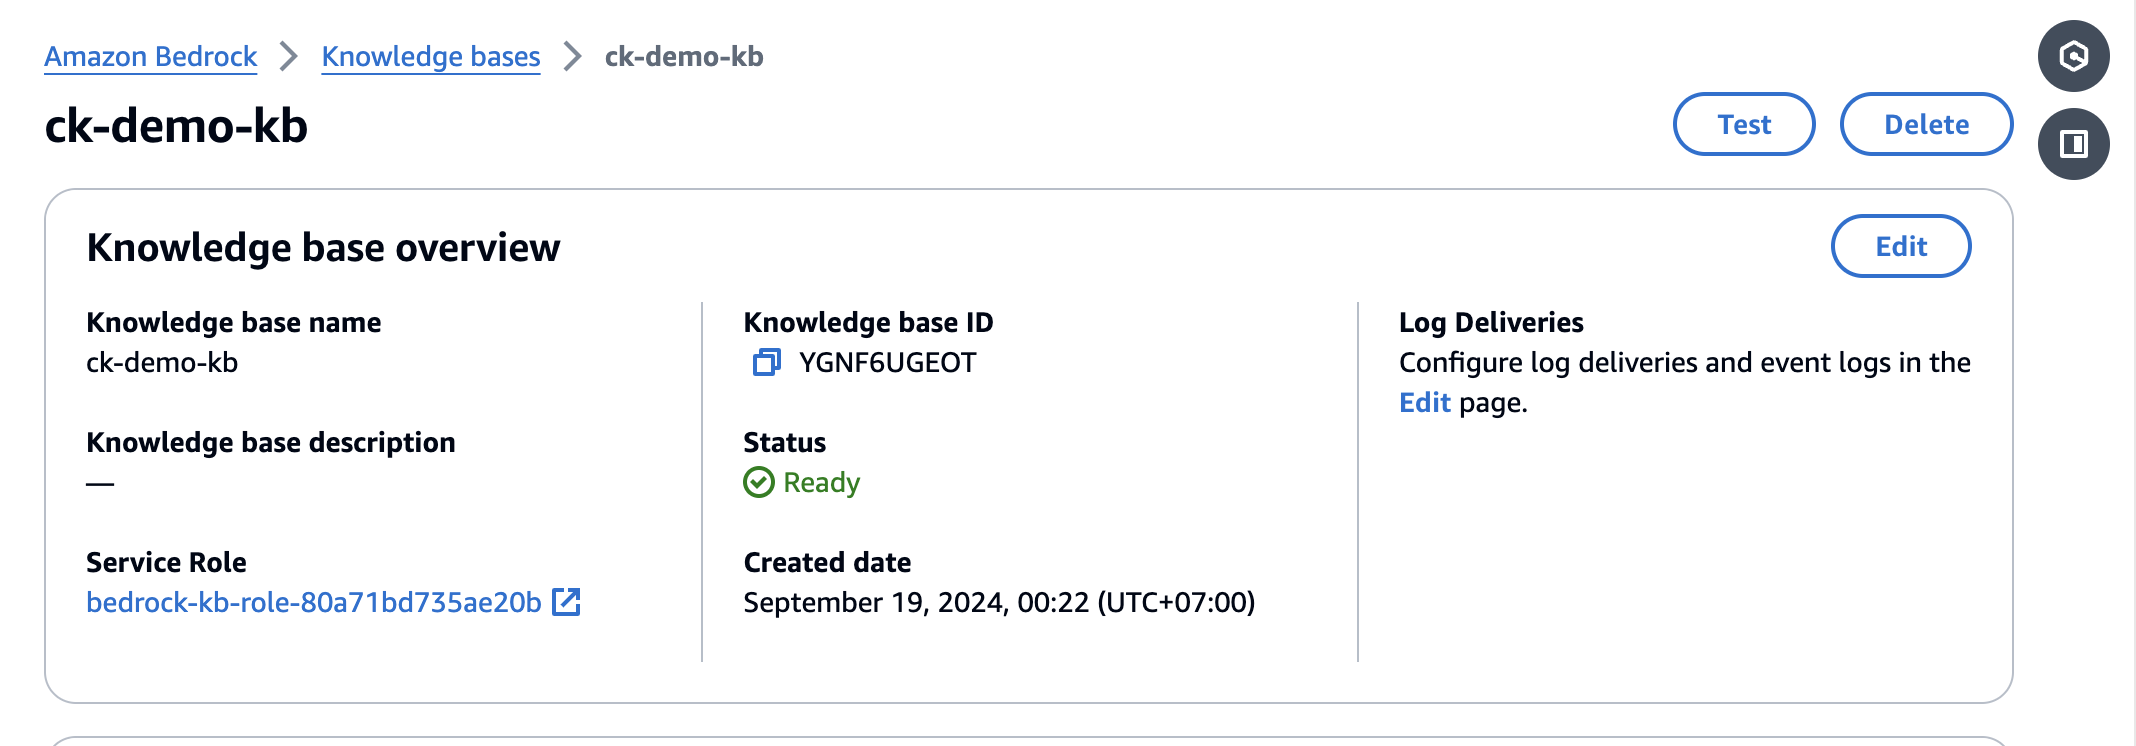 Amazon Bedrock > Knowledge bases > ck-demo-kb
ck-demo-kb
Test
Delete
Knowledge base overview
Edit
Knowledge base name
ck-demo-kb
Knowledge base description
—
Service Role
bedrock-kb-role-80a71bd735ae20b
Knowledge base ID
YGNF6UGEOT
Status
Ready
Created date
September 19, 2024, 00:22 (UTC+07:00)
Log Deliveries
Configure log deliveries and event logs in the
Edit page.